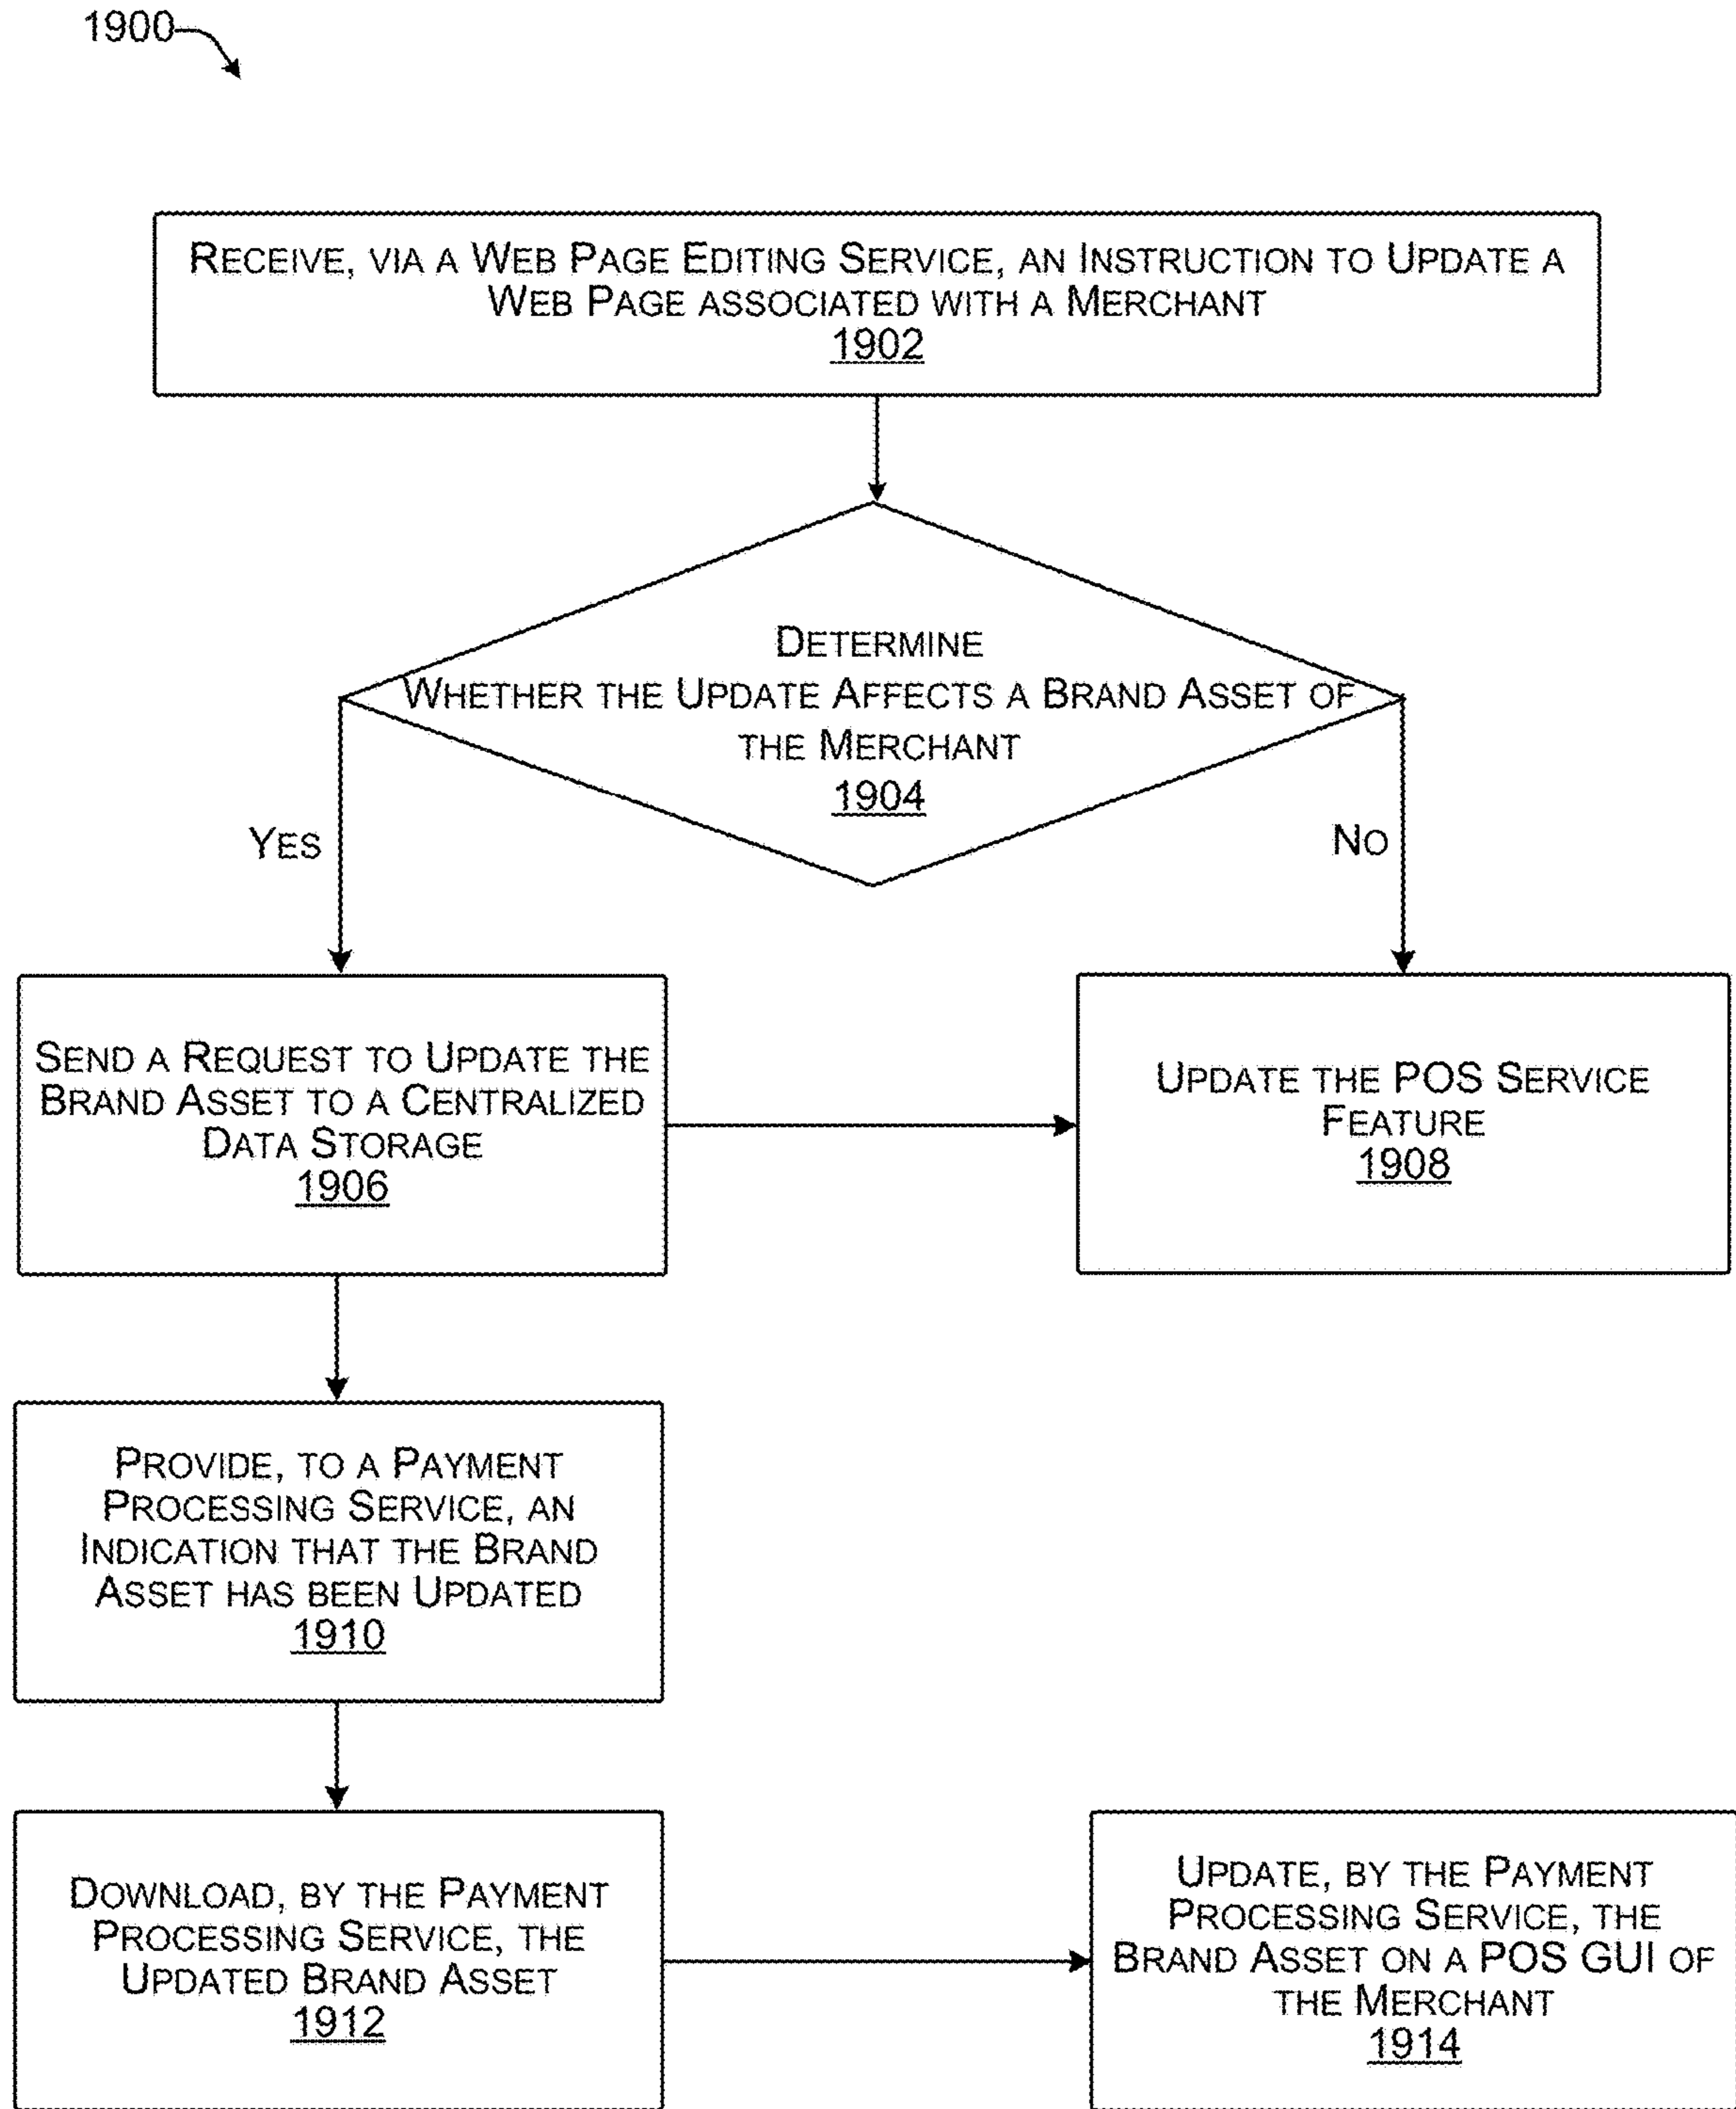 1900
RECEIVE, VIA A WEB PAGE EDITING SERVICE, AN INSTRUCTION TO UPDATE A
WEB PAGE ASSOCIATED WITH A MERCHANT
1902
DETERMINE
WHETHER THE UPDATE AFFECTS A BRAND ASSET OF
THE MERCHANT
1904
YES
NO
SEND A REQUEST TO UPDATE THE
BRAND ASSET TO A CENTRALIZED
DATA STORAGE
1906
UPDATE THE POS SERVICE
FEATURE
1908
PROVIDE, TO A PAYMENT
PROCESSING SERVICE, AN
INDICATION THAT THE BRAND
ASSET HAS BEEN UPDATED
1910
DOWNLOAD, BY THE PAYMENT
PROCESSING SERVICE, THE
UPDATED BRAND ASSET
1912
UPDATE, BY THE PAYMENT
PROCESSING SERVICE, THE
BRAND ASSET ON A POS GUI OF
THE MERCHANT
1914